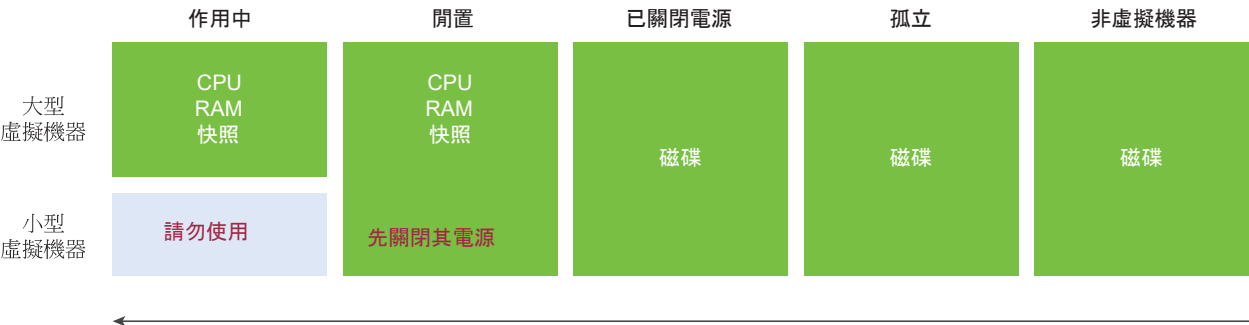 作用中
閒置
已關閉電源
孤立
非虛擬機器
大型
虛擬機器
CPU
RAM
快照
CPU
RAM
快照
磁碟
磁碟
磁碟
小型
虛擬機器
請勿使用
先關閉其電源